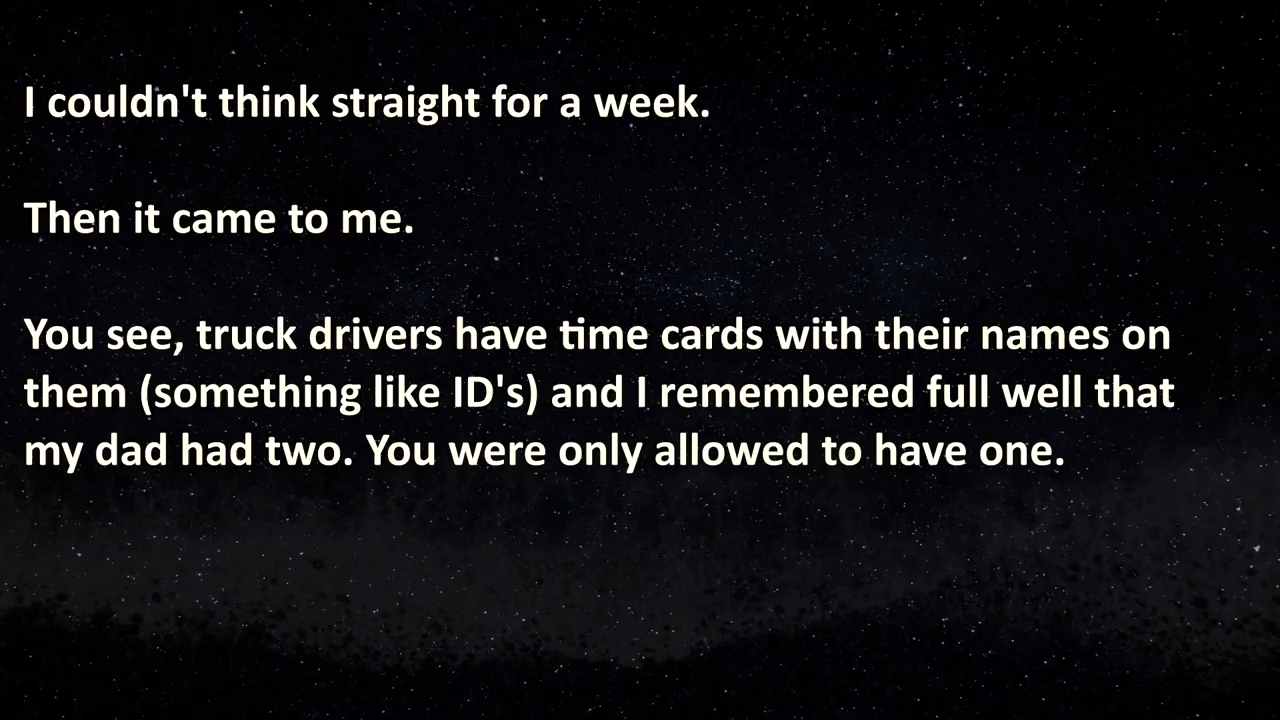 I couldn't think straight for a week.
Then it came to me.
You see, truck drivers have time cards with their names on
them (something like ID's) and I remembered full well that
my dad had two. You were only allowed to have one.